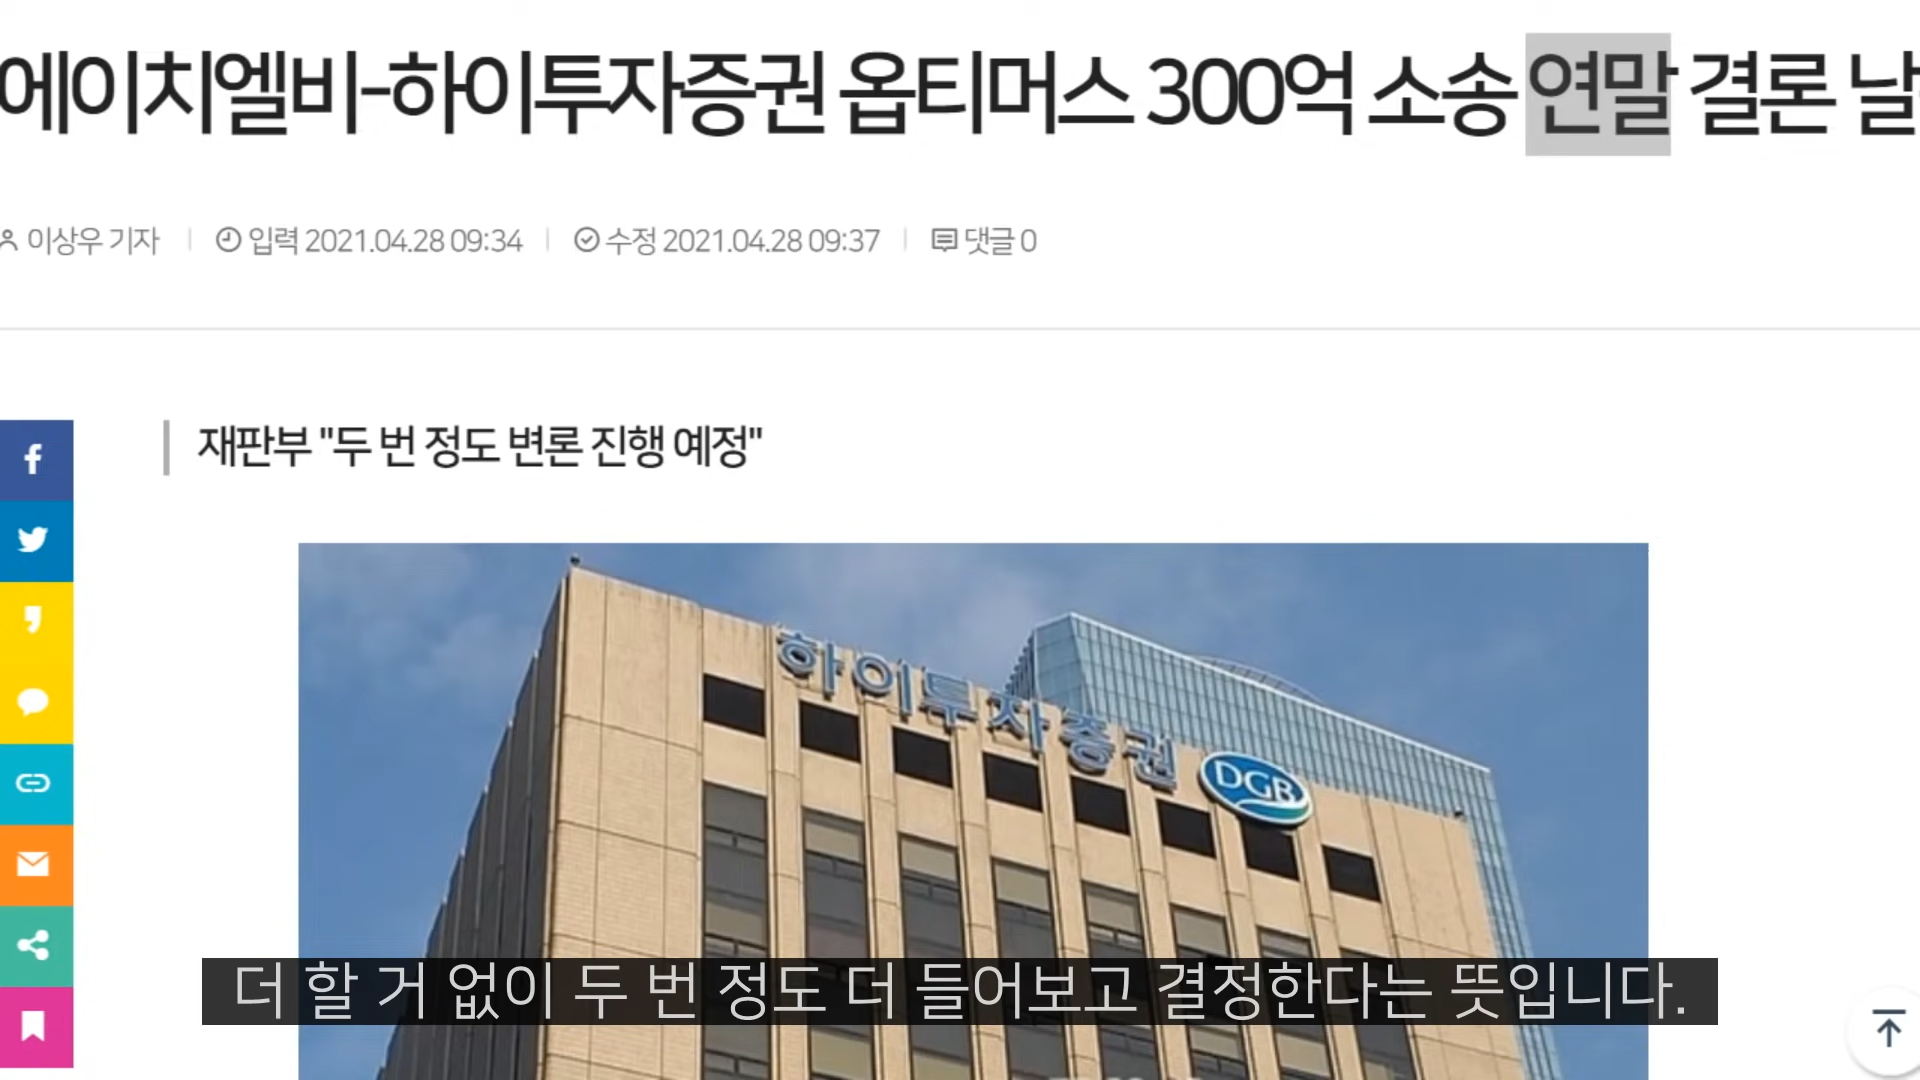 에이치엘비-하이투자증권 옵티머스 300억 소송 연말 결론 날
이상우 기자 입력 2021.04.28 09:34 수정 2021.04.28 09:37 댓글 0
재판부 "두 번 정도 변론 진행 예정"
하이투자증권 DGB
더 할 거 없이 두 번 정도 더 들어보고 결정한다는 뜻입니다.